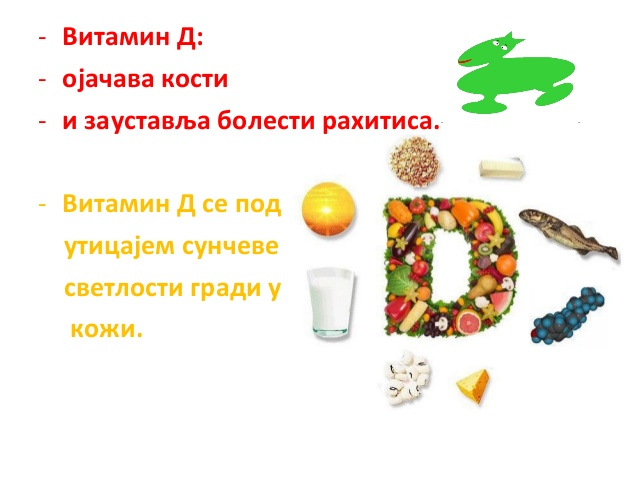 - Витамин Д:
- ојачава кости
- и зауставља болести рахитиса.
- Витамин Д се под
утицајем сунчеве
светлости гради у
кожи.
D